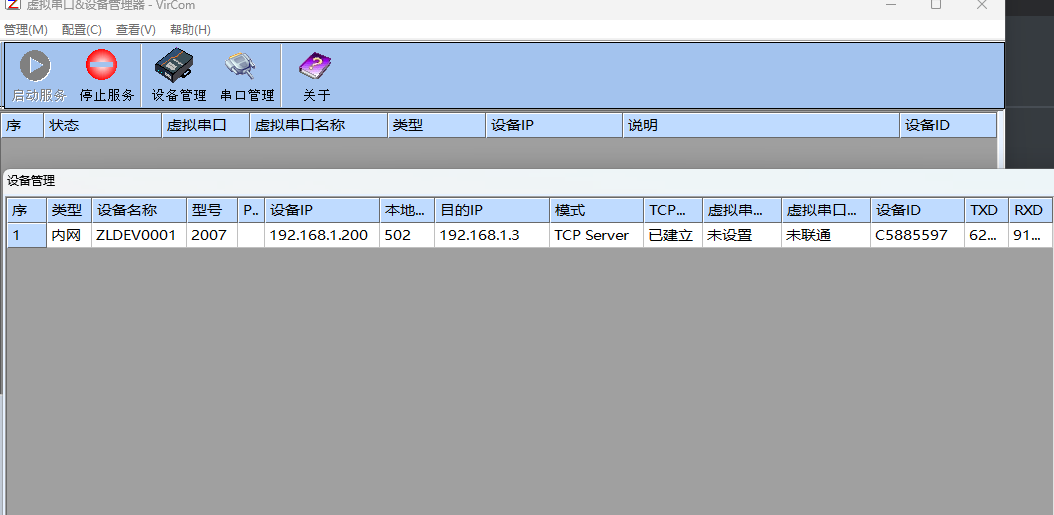 虚拟串口&设备管理器 - VirCom
管理(M) 配置(C) 查看(V) 帮助(H)
启动服务 停止服务 设备管理 串口管理 关于
序 状态 虚拟串口 虚拟串口名称 类型 设备IP 说明 设备ID
设备管理
序 类型 设备名称 型号 P.. 设备IP 本地... 目的IP 模式 TCP... 虚拟串... 虚拟串口... 设备ID TXD RXD
1 内网 ZLDEV0001 2007 192.168.1.200 502 192.168.1.3 TCP Server 已建立 未设置 未联通 C5885597 62... 91...